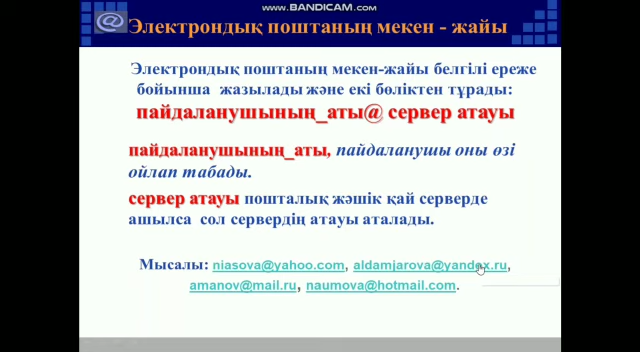 www.BANDICAM.com
Электрондық поштаның мекен - жайы
Электрондық поштаның мекен-жайы белгілі ереже
бойынша жазылады және екі бөліктен тұрады:
пайдаланушының_аты@ сервер атауы
пайдаланушының_аты, пайдаланушы оны өзі
ойлап табады.
сервер атауы пошталық жәшік қай серверде
ашылса сол сервердің атауы аталады.
Мысалы: niasova@yahoo.com, aldamjarova@yandex.ru,
amanov@mail.ru, naumova@hotmail.com.